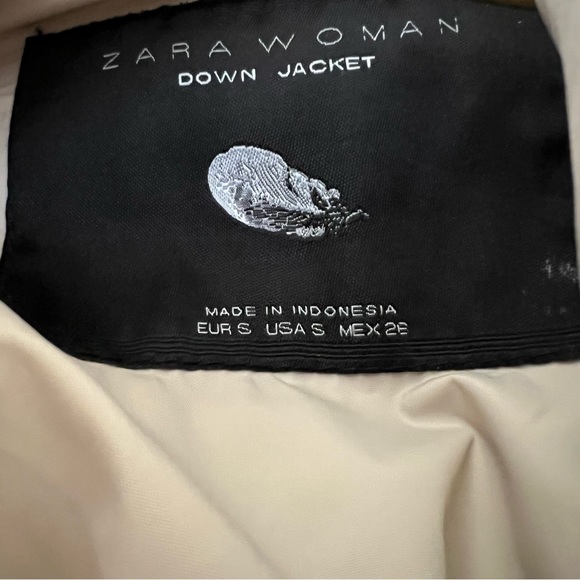 ZARA WOMAN
DOWN JACKET
MADE IN INDONESIA
EUR S USA S MEX 26